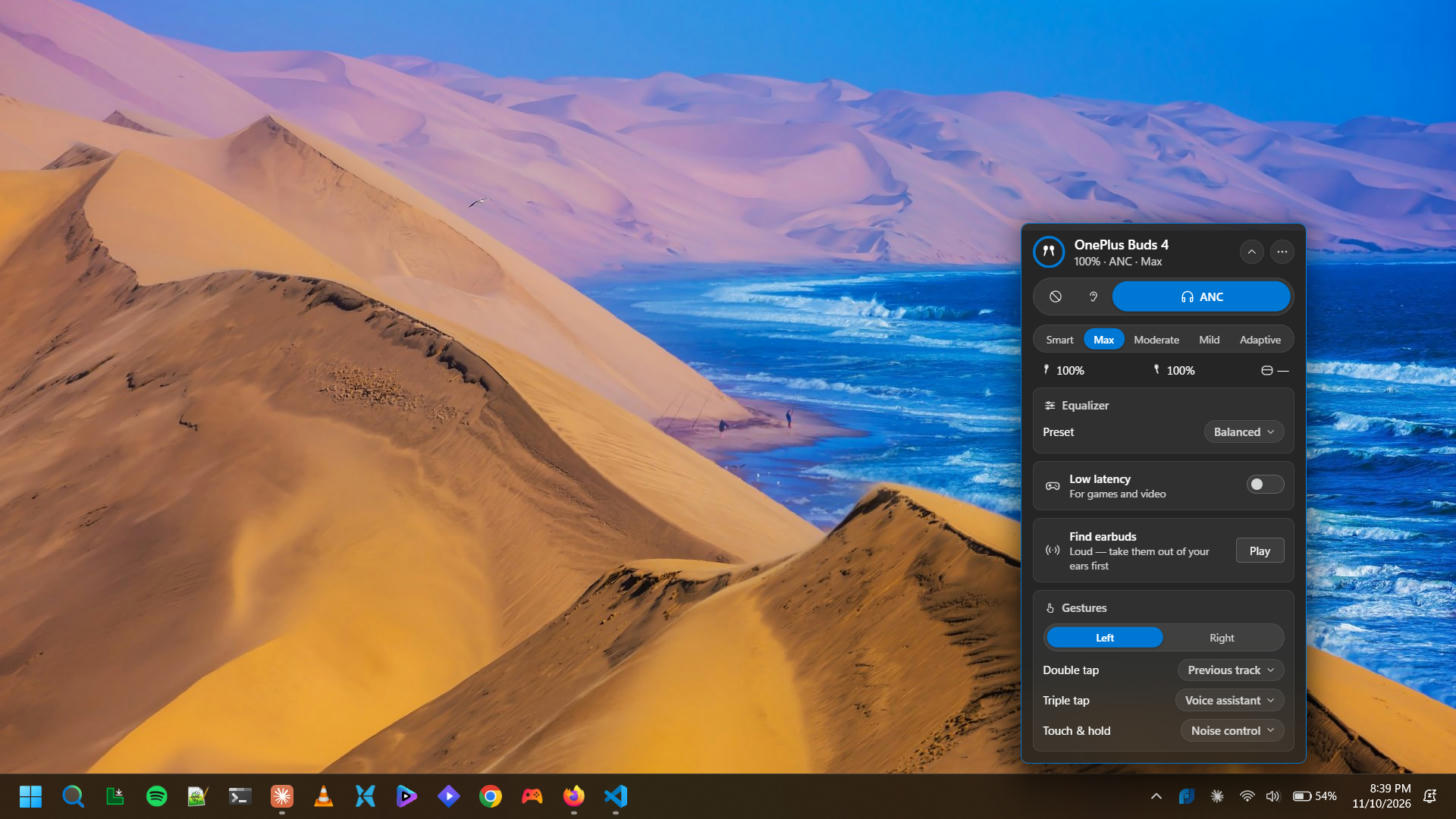 OnePlus Buds 4
100% · ANC · Max
ANC
Smart Max Moderate Mild Adaptive
100% 100% —
Equalizer
Preset Balanced
Low latency
For games and video
Find earbuds
Loud — take them out of your
ears first
Play
Gestures
Left Right
Double tap Previous track
Triple tap Voice assistant
Touch & hold Noise control
54%
8:39 PM
11/10/2026